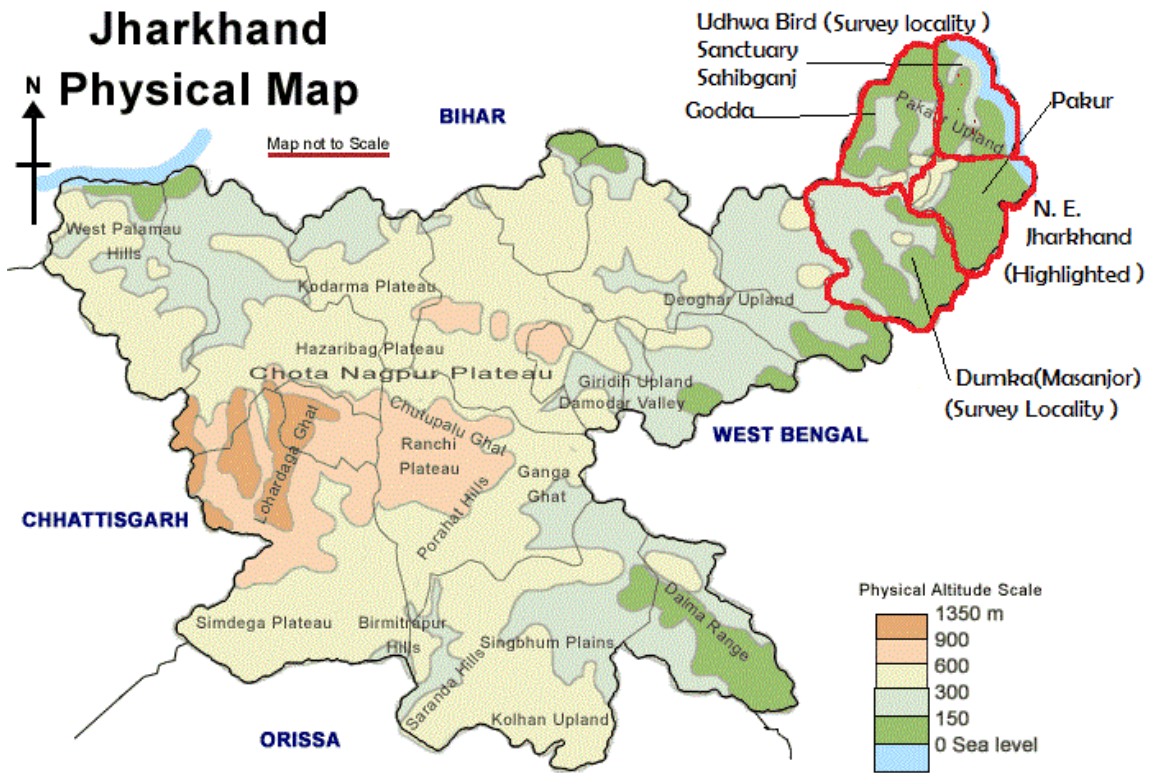 Jharkhand
Physical Map
N
Map not to Scale
BIHAR
Udhwa Bird (Survey locality )
Sanctuary
Sahibganj
Godda
Pakur
Pakaur Upland
N. E.
Jharkhand
(Highlighted )
West Palamau
Hills
Kodarma Plateau
Deoghar Upland
Hazaribag Plateau
Chota Nagpur Plateau
Giridih Upland
Damodar Valley
Dumka(Masanjor)
(Survey Locality )
WEST BENGAL
Chutupalu Ghat
Ranchi
Plateau
Lohardaga Ghat
Ganga
Ghat
CHHATTISGARH
Porahat Hills
Simdega Plateau
Birmitrapur
Hills
Singbhum Plains
Dalma Range
Saranda Hills
Kolhan Upland
ORISSA
Physical Altitude Scale
1350 m
900
600
300
150
0 Sea level